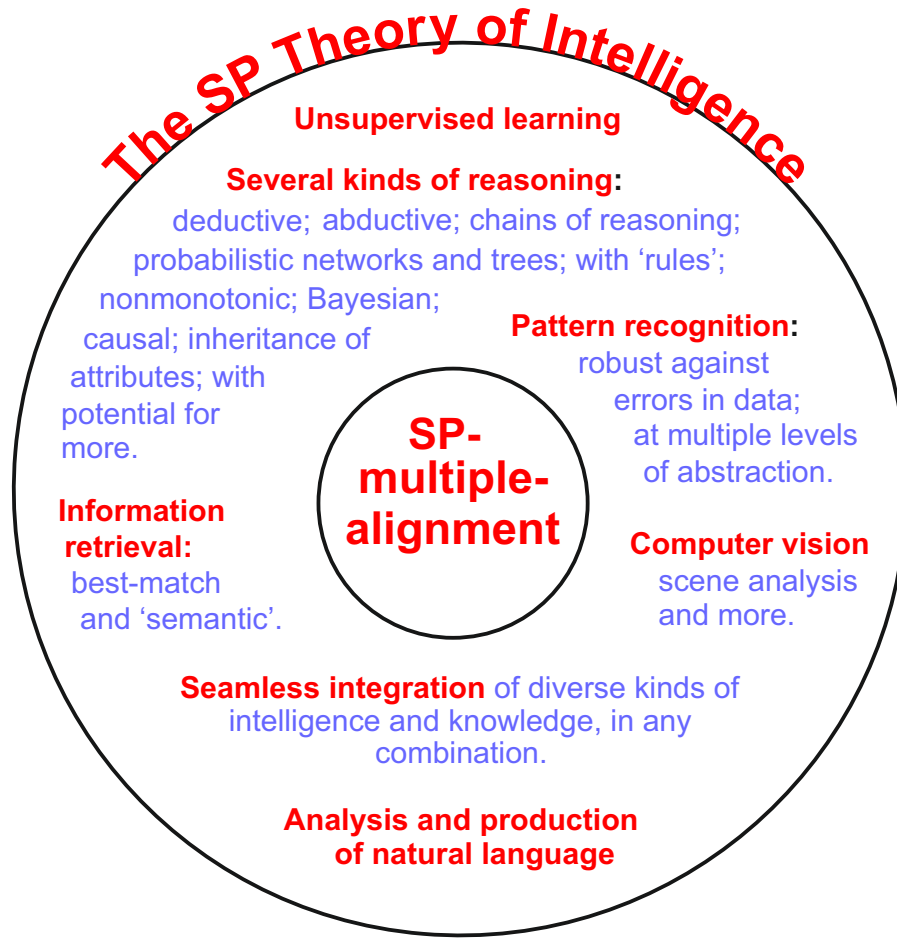 The SP Theory of Intelligence
Unsupervised learning
Several kinds of reasoning:
deductive; abductive; chains of reasoning;
probabilistic networks and trees; with ‘rules’;
nonmonotonic; Bayesian;
causal; inheritance of
attributes; with
potential for
more.
Pattern recognition:
robust against
errors in data;
at multiple levels
of abstraction.
SP-
multiple-
alignment
Information
retrieval:
best-match
and ‘semantic’.
Computer vision
scene analysis
and more.
Seamless integration of diverse kinds of
intelligence and knowledge, in any
combination.
Analysis and production
of natural language